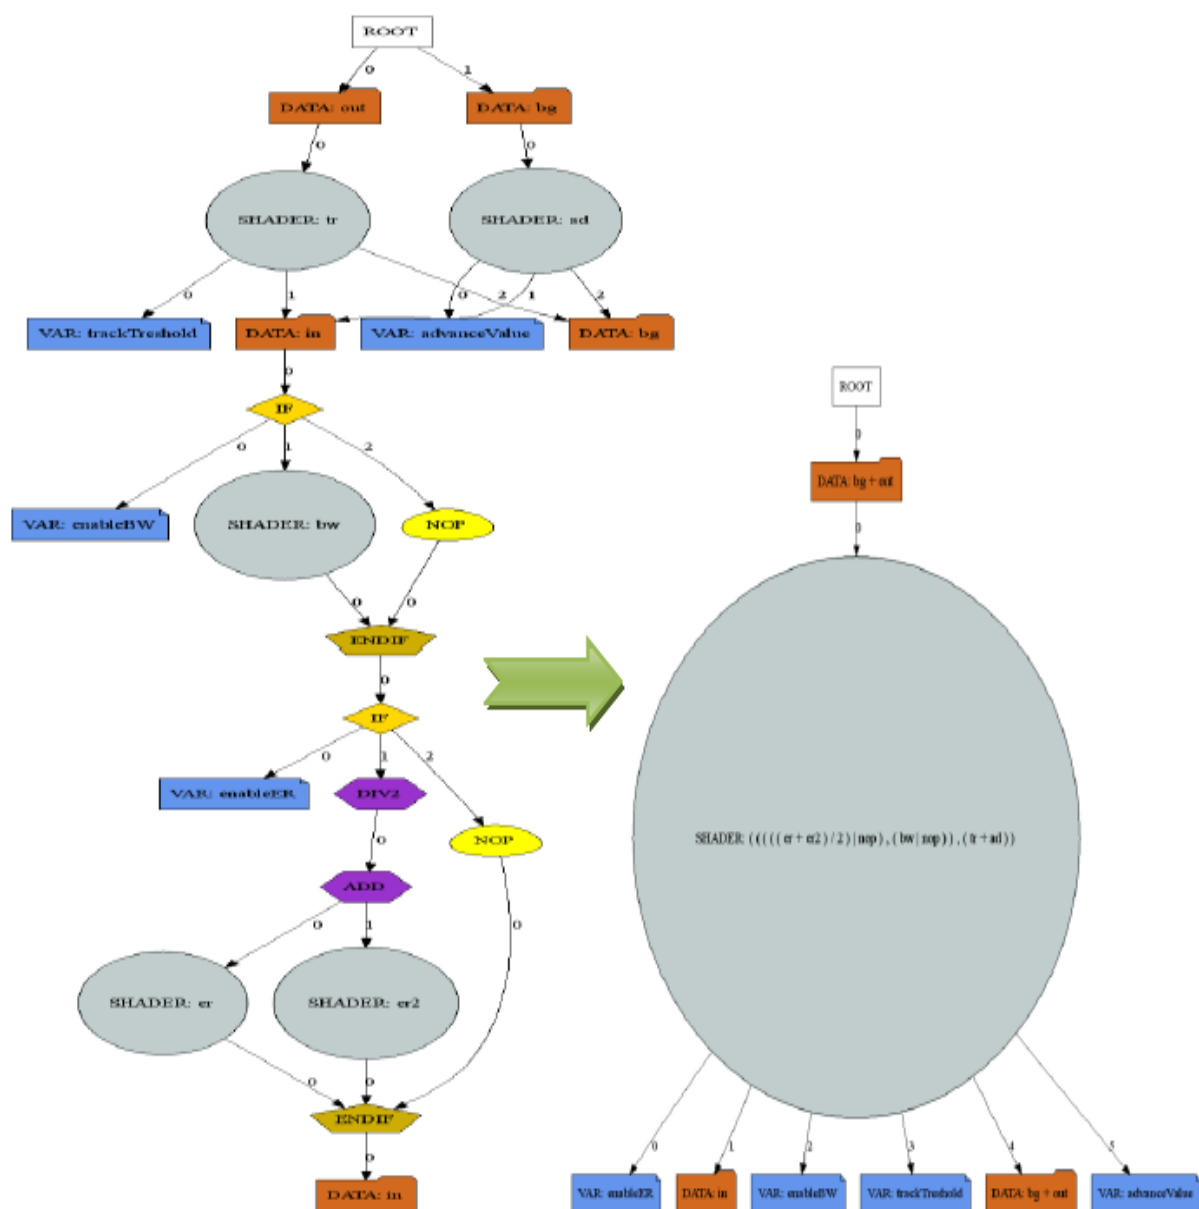 ROOT
0
1
DATA: out
DATA: bg
0
0
SHADER: tr
SHADER: ad
0
1
2
0
1
2
VAR: trackTreshold
DATA: in
VAR: advanceValue
DATA: bg
0
IF
0
1
2
VAR: enableBW
SHADER: bw
NOP
0
0
ENDIF
0
IF
0
1
2
VAR: enableER
DIV2
NOP
0
ADD
0
1
0
SHADER: er
SHADER: er2
0
0
ENDIF
0
DATA: in
ROOT
0
DATA: bg + out
0
SHADER: ( ( ( ( ( er + er2 ) / 2 ) | nop ) , ( bw | nop ) ) , ( tr + ad ) )
0
1
2
3
4
5
VAR: enableER
DATA: in
VAR: enableBW
VAR: trackTreshold
DATA: bg + out
VAR: advanceValue